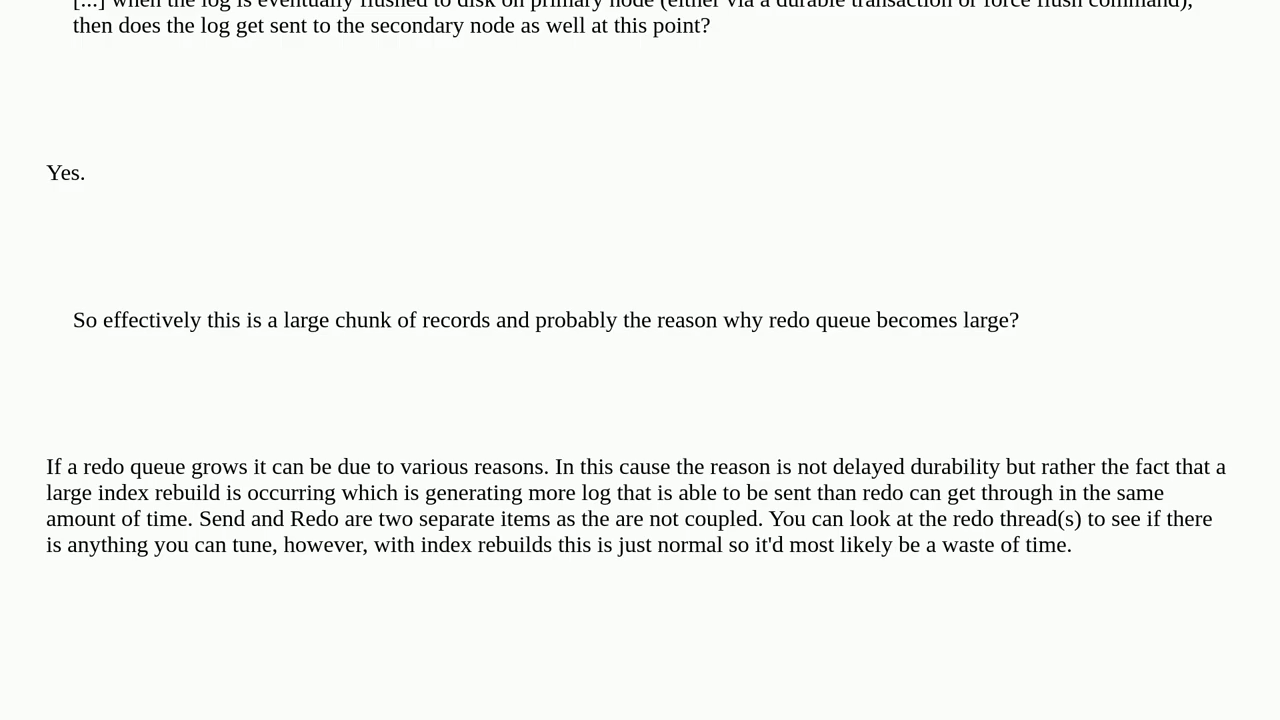 [...] when the log is eventually flushed to disk on primary node (either via a durable transaction or force flush command),
then does the log get sent to the secondary node as well at this point?
Yes.
So effectively this is a large chunk of records and probably the reason why redo queue becomes large?
If a redo queue grows it can be due to various reasons. In this cause the reason is not delayed durability but rather the fact that a
large index rebuild is occurring which is generating more log that is able to be sent than redo can get through in the same
amount of time. Send and Redo are two separate items as the are not coupled. You can look at the redo thread(s) to see if there
is anything you can tune, however, with index rebuilds this is just normal so it'd most likely be a waste of time.